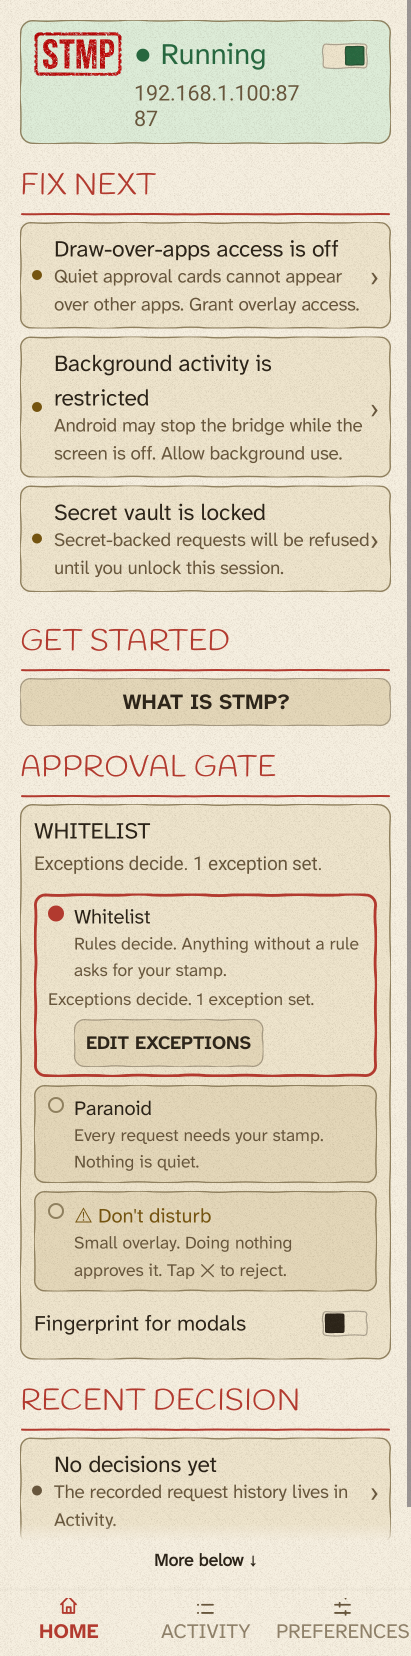 STMP
● Running
192.168.1.100:87
87
FIX NEXT
Draw-over-apps access is off
Quiet approval cards cannot appear
over other apps. Grant overlay access.
Background activity is
restricted
Android may stop the bridge while the
screen is off. Allow background use.
Secret vault is locked
Secret-backed requests will be refused
until you unlock this session.
GET STARTED
WHAT IS STMP?
APPROVAL GATE
WHITELIST
Exceptions decide. 1 exception set.
Whitelist
Rules decide. Anything without a rule
asks for your stamp.
Exceptions decide. 1 exception set.
EDIT EXCEPTIONS
Paranoid
Every request needs your stamp.
Nothing is quiet.
⚠ Don't disturb
Small overlay. Doing nothing
approves it. Tap ✕ to reject.
Fingerprint for modals
RECENT DECISION
No decisions yet
The recorded request history lives in
Activity.
More below ↓
HOME ACTIVITY PREFERENCES